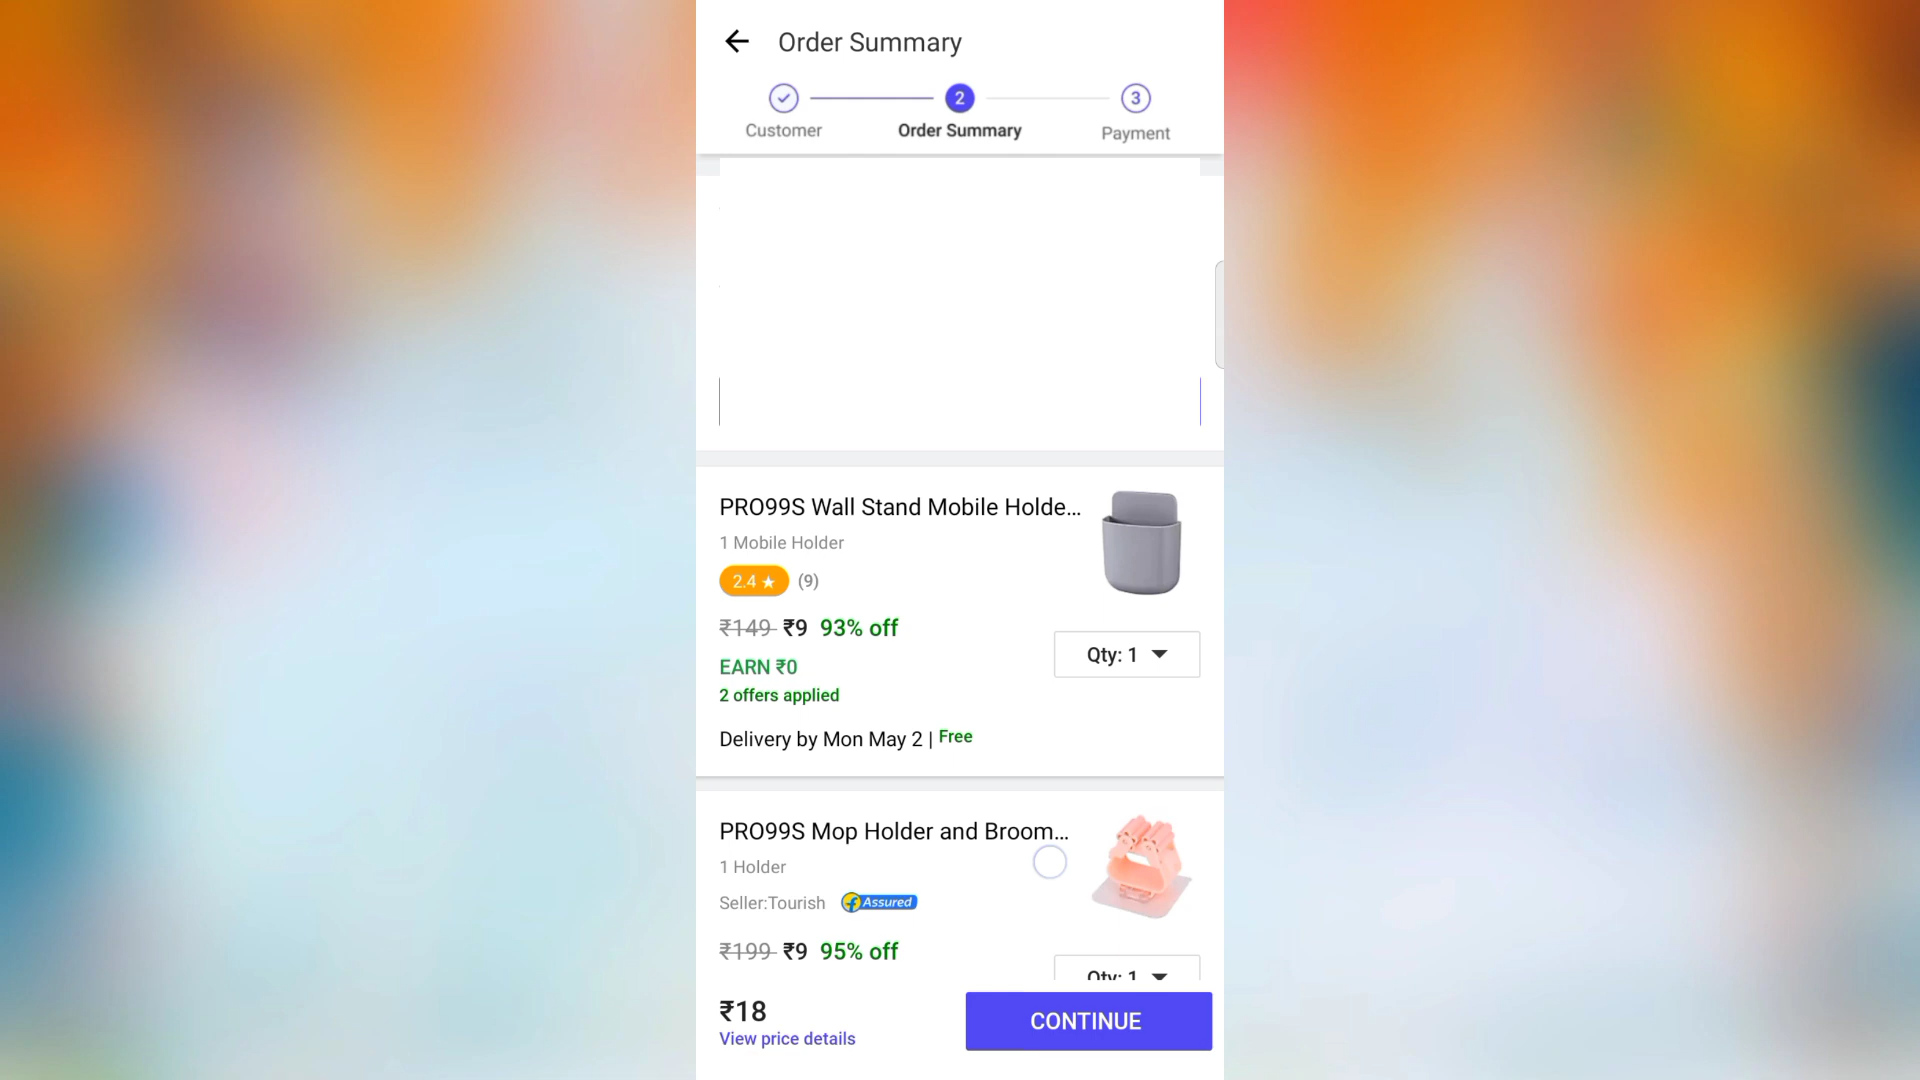 Order Summary
2
3
Customer
Order Summary
Payment
PRO99S Wall Stand Mobile Holde...
1 Mobile Holder
2.4 ★ (9)
₹149 ₹9 93% off
Qty: 1
EARN ₹0
2 offers applied
Delivery by Mon May 2 | Free
PRO99S Mop Holder and Broom...
1 Holder
Seller:Tourish f Assured
₹199 ₹9 95% off
Qty: 1
₹18
View price details
CONTINUE